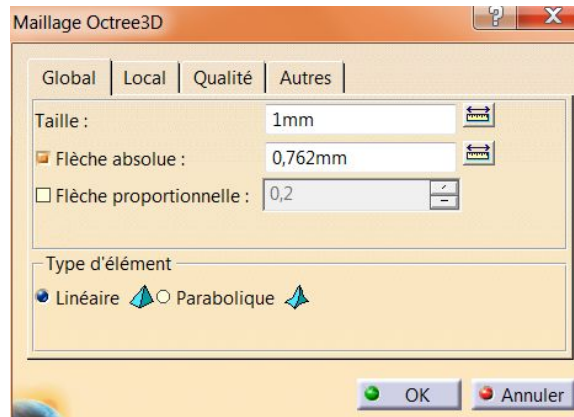 Maillage Octree3D
Global Local Qualité Autres
Taille : 1mm
Flèche absolue : 0,762mm
Flèche proportionnelle : 0,2
Type d'élément
Linéaire Parabolique
OK Annuler